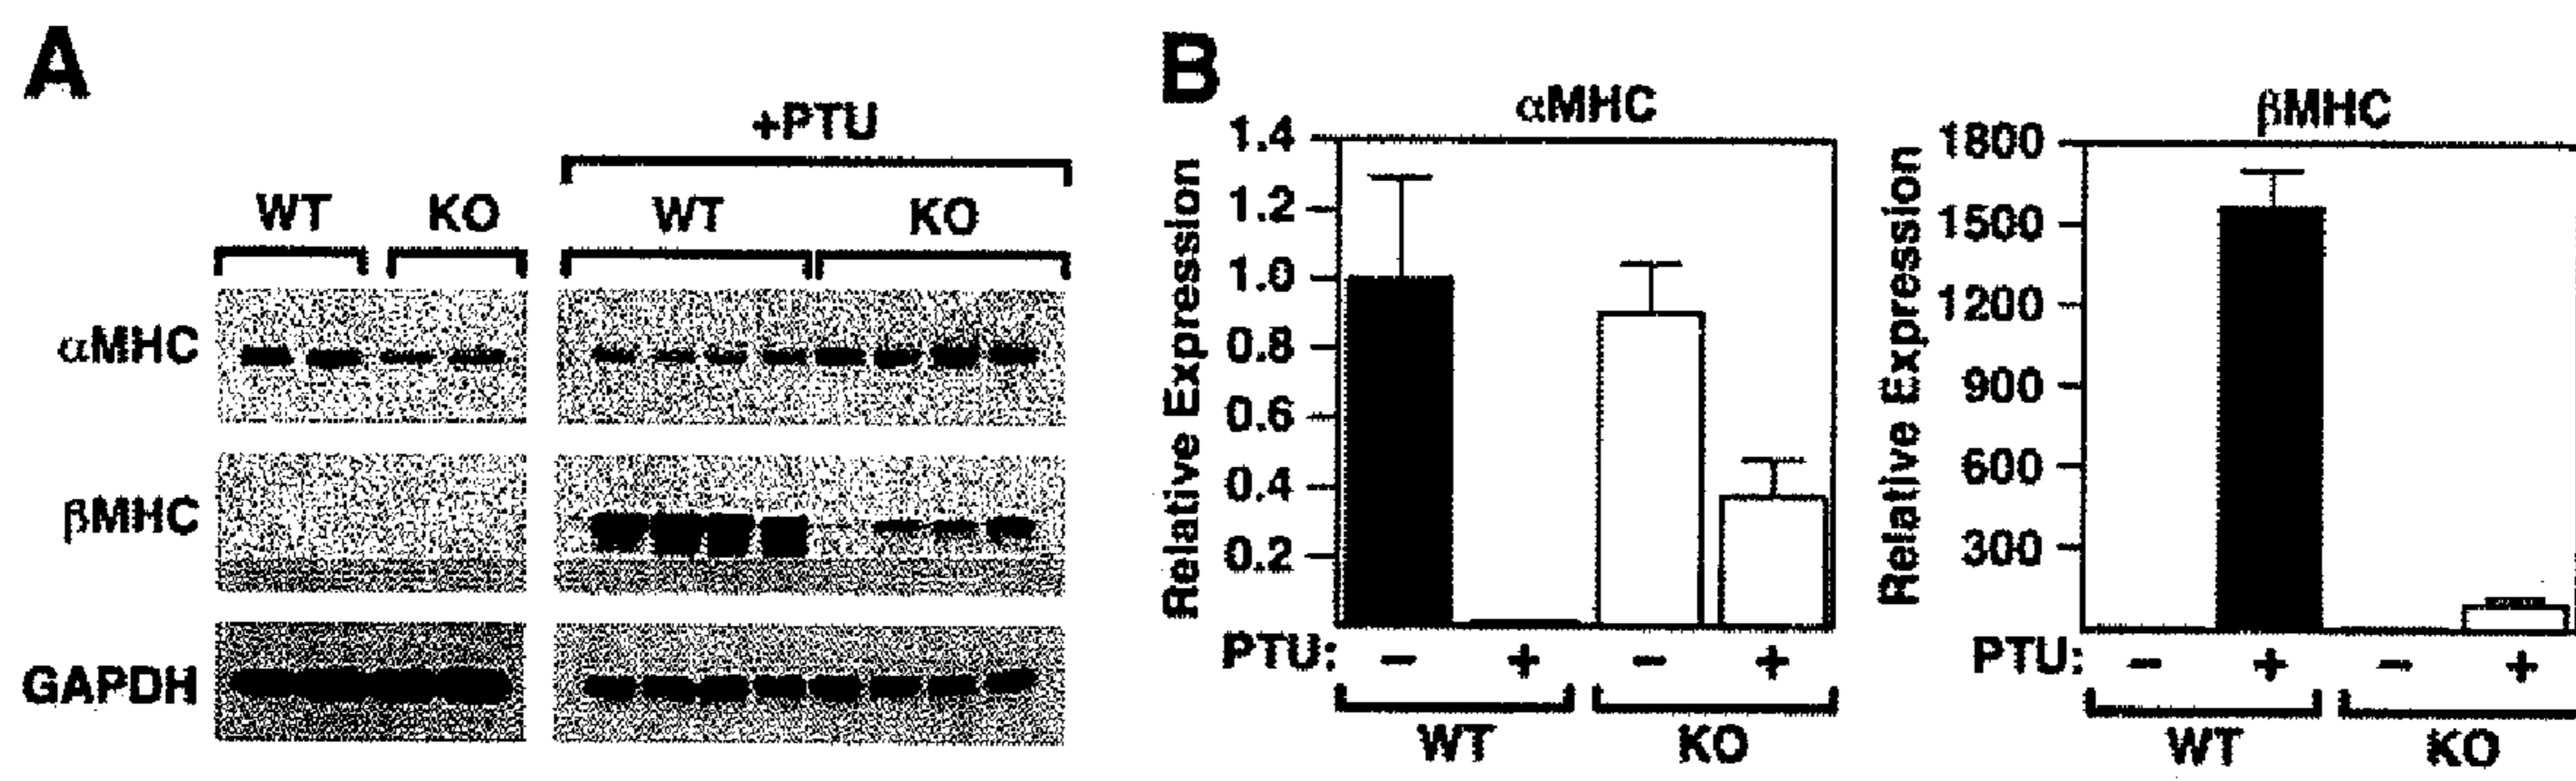 A
+PTU
WT KO WT KO
αMHC
βMHC
GAPDH
B
αMHC
Relative Expression
1.4
1.2
1.0
0.8
0.6
0.4
0.2
PTU: − + − +
WT KO
βMHC
Relative Expression
1800
1500
1200
900
600
300
PTU: − + − +
WT KO